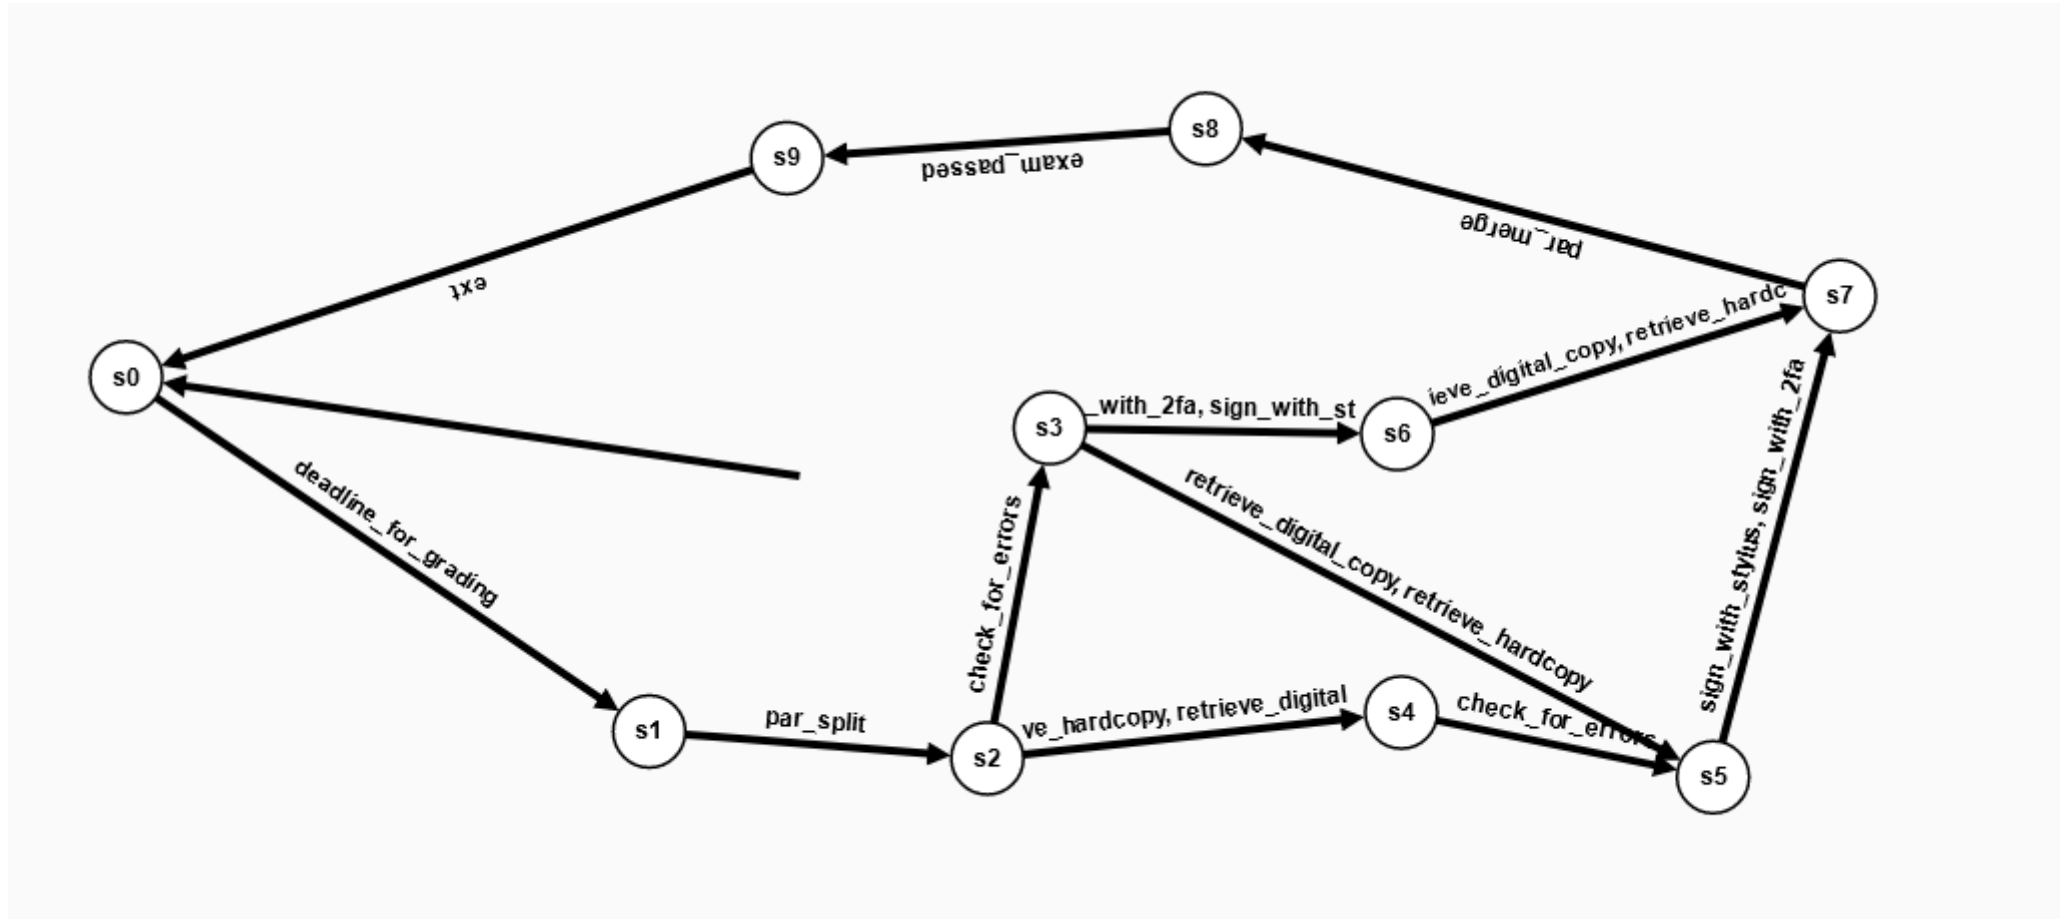 s8
s9
exam_passed
par_merge
ext
s7
ieve_digital_copy, retrieve_hardc
s0
s3
_with_2fa, sign_with_st
s6
deadline_for_grading
check_for_errors
retrieve_digital_copy, retrieve_hardcopy
sign_with_stylus, sign_with_2fa
s1
par_split
s2
ve_hardcopy, retrieve_digital
s4
check_for_errors
s5